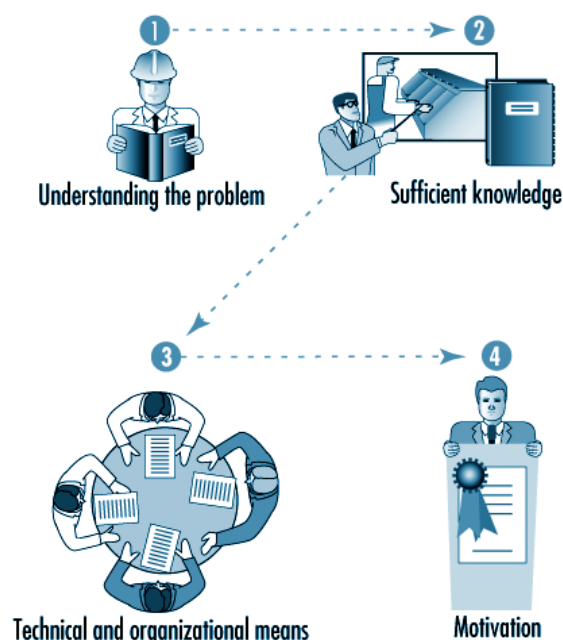 1
2
Understanding the problem
Sufficient knowledge
3
4
Technical and organizational means
Motivation